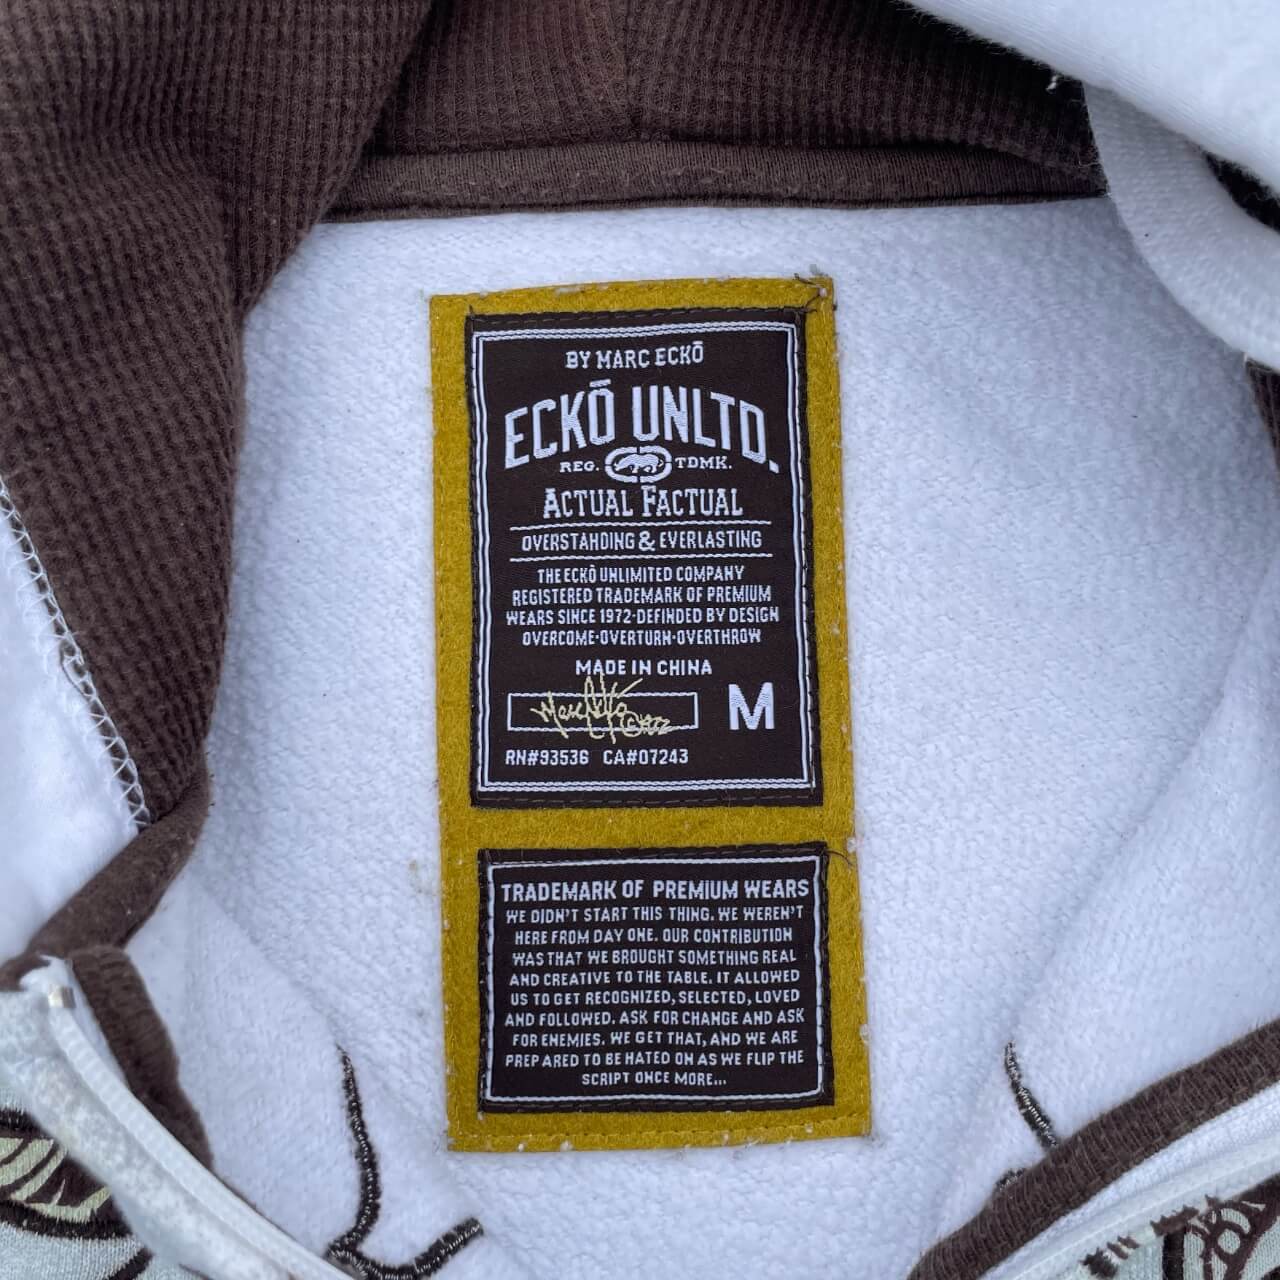 BY MARC ECKŌ
ECKŌ UNLTD.
REG. TDMK.
ACTUAL FACTUAL
OVERSTAHDING & EVERLASTING
THE ECKŌ UNLIMITED COMPANY
REGISTERED TRADEMARK OF PREMIUM
WEARS SINCE 1972·DEFINDED BY DESIGN
OVERCOME·OVERTURN·OVERTHROW
MADE IN CHINA
Marc Ecko
M
RN#93536 CA#07243
TRADEMARK OF PREMIUM WEARS
WE DIDN'T START THIS THING. WE WEREN'T
HERE FROM DAY ONE. OUR CONTRIBUTION
WAS THAT WE BROUGHT SOMETHING REAL
AND CREATIVE TO THE TABLE. IT ALLOWED
US TO GET RECOGNIZED, SELECTED, LOVED
AND FOLLOWED. ASK FOR CHANGE AND ASK
FOR ENEMIES. WE GET THAT, AND WE ARE
PREPARED TO BE HATED ON AS WE FLIP THE
SCRIPT ONCE MORE...